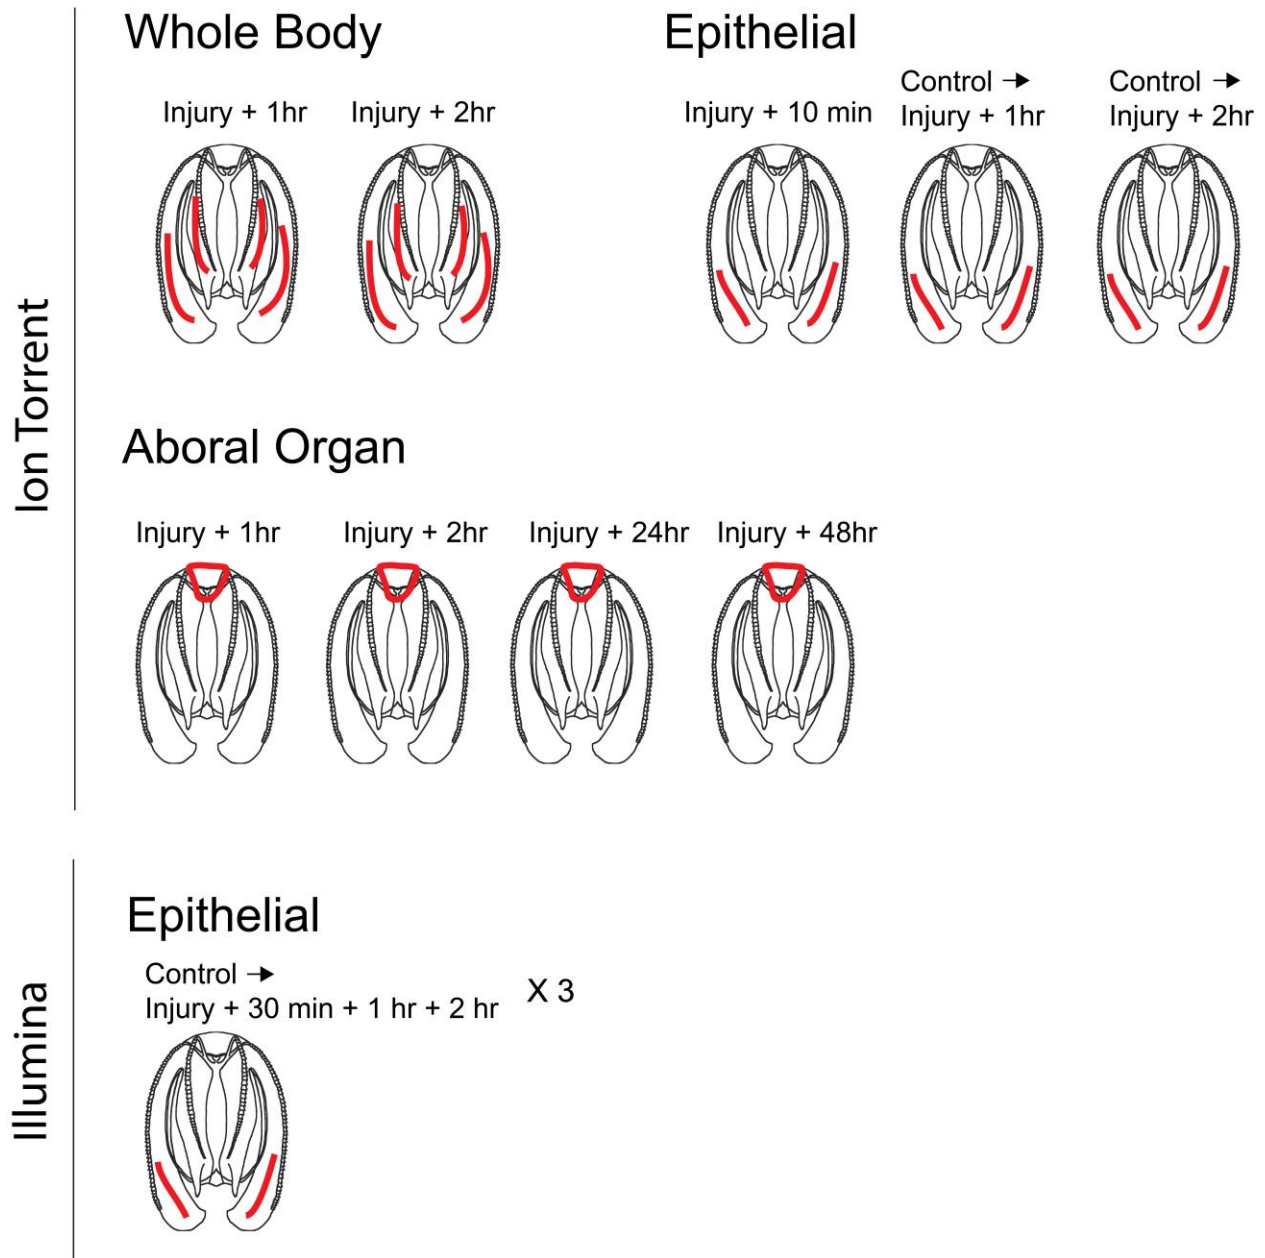 Ion Torrent
Whole Body
Injury + 1hr
Injury + 2hr
Epithelial
Injury + 10 min
Control →
Injury + 1hr
Control →
Injury + 2hr
Aboral Organ
Injury + 1hr
Injury + 2hr
Injury + 24hr
Injury + 48hr
Illumina
Epithelial
Control →
Injury + 30 min + 1 hr + 2 hr
X 3